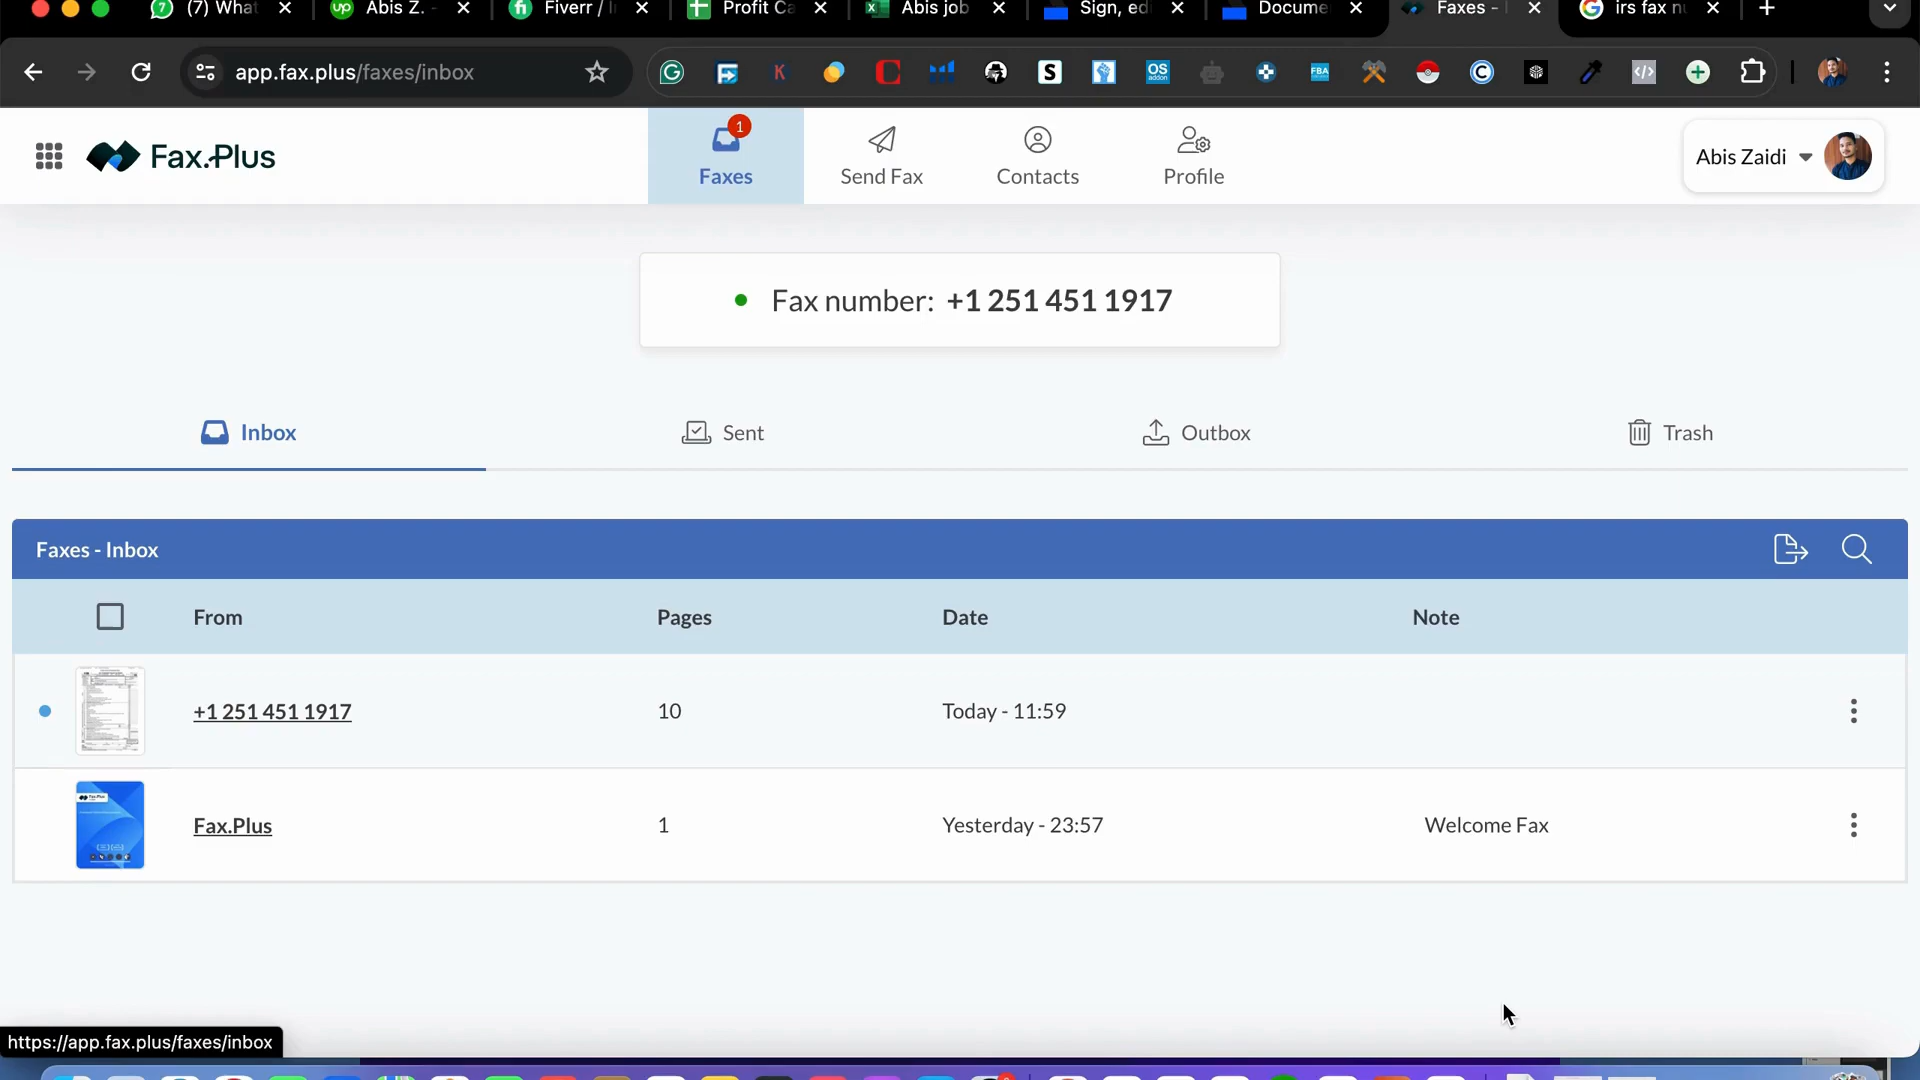 (7) What
Abis Z. -
Fiverr / I
Profit Ca
Abis job
Sign, edi
Docume
Faxes -
irs fax nu
app.fax.plus/faxes/inbox
Fax.Plus
1
Faxes
Send Fax
Contacts
Profile
Abis Zaidi
Fax number: +1 251 451 1917
Inbox
Sent
Outbox
Trash
Faxes - Inbox
From
Pages
Date
Note
+1 251 451 1917
10
Today - 11:59
Fax.Plus
1
Yesterday - 23:57
Welcome Fax
https://app.fax.plus/faxes/inbox